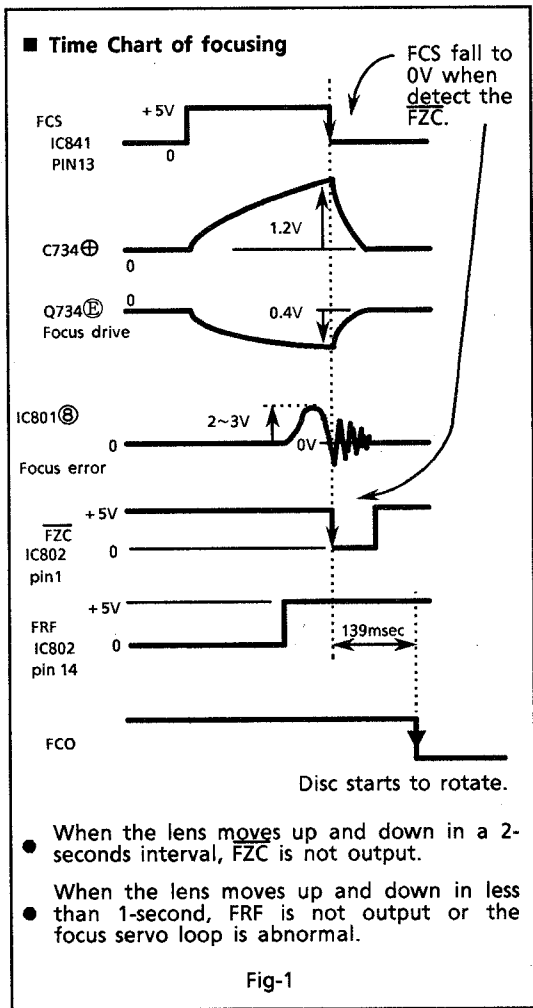 ■ Time Chart of focusing
FCS fall to
0V when
detect the
F̅Z̅C̅.
+5V
FCS
IC841
PIN13
0
1.2V
C734⊕
0
0
Q734Ⓔ
Focus drive
0.4V
IC801⑧
2~3V
0
0V
Focus error
+5V
F̅Z̅C̅
IC802
pin1
0
+5V
FRF
IC802
pin 14
0
139msec
FCO
Disc starts to rotate.
● When the lens moves up and down in a 2-
seconds interval, F̅Z̅C̅ is not output.
When the lens moves up and down in less
● than 1-second, FRF is not output or the
focus servo loop is abnormal.
Fig-1